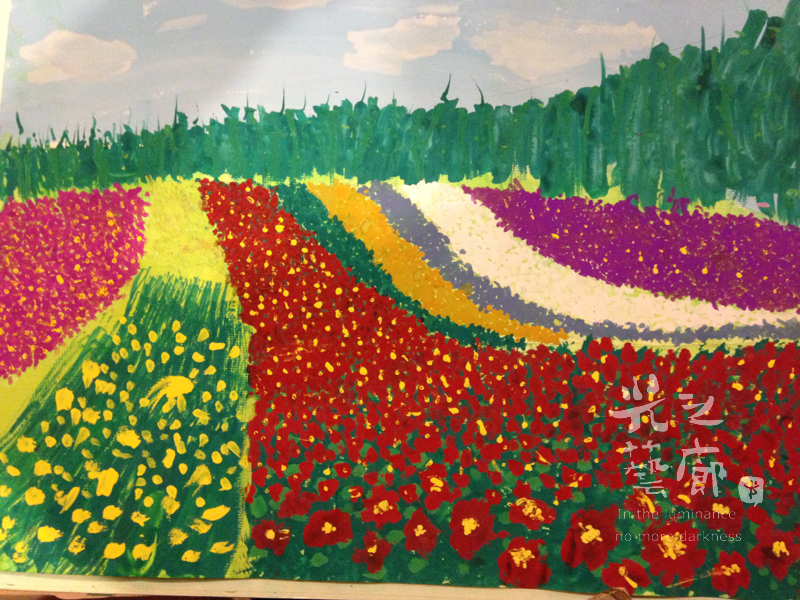 光之藝廊
In the luminance
no more darkness